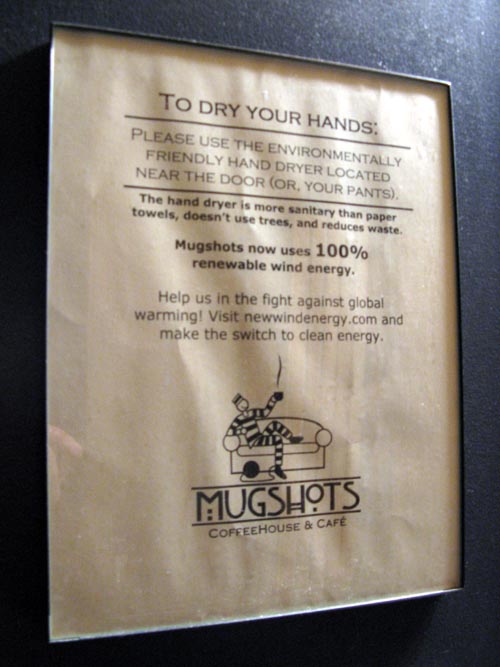 TO DRY YOUR HANDS:
PLEASE USE THE ENVIRONMENTALLY
FRIENDLY HAND DRYER LOCATED
NEAR THE DOOR (OR, YOUR PANTS).
The hand dryer is more sanitary than paper
towels, doesn't use trees, and reduces waste.
Mugshots now uses 100%
renewable wind energy.
Help us in the fight against global
warming! Visit newwindenergy.com and
make the switch to clean energy.
MUGSHOTS
COFFEEHOUSE & CAFÉ